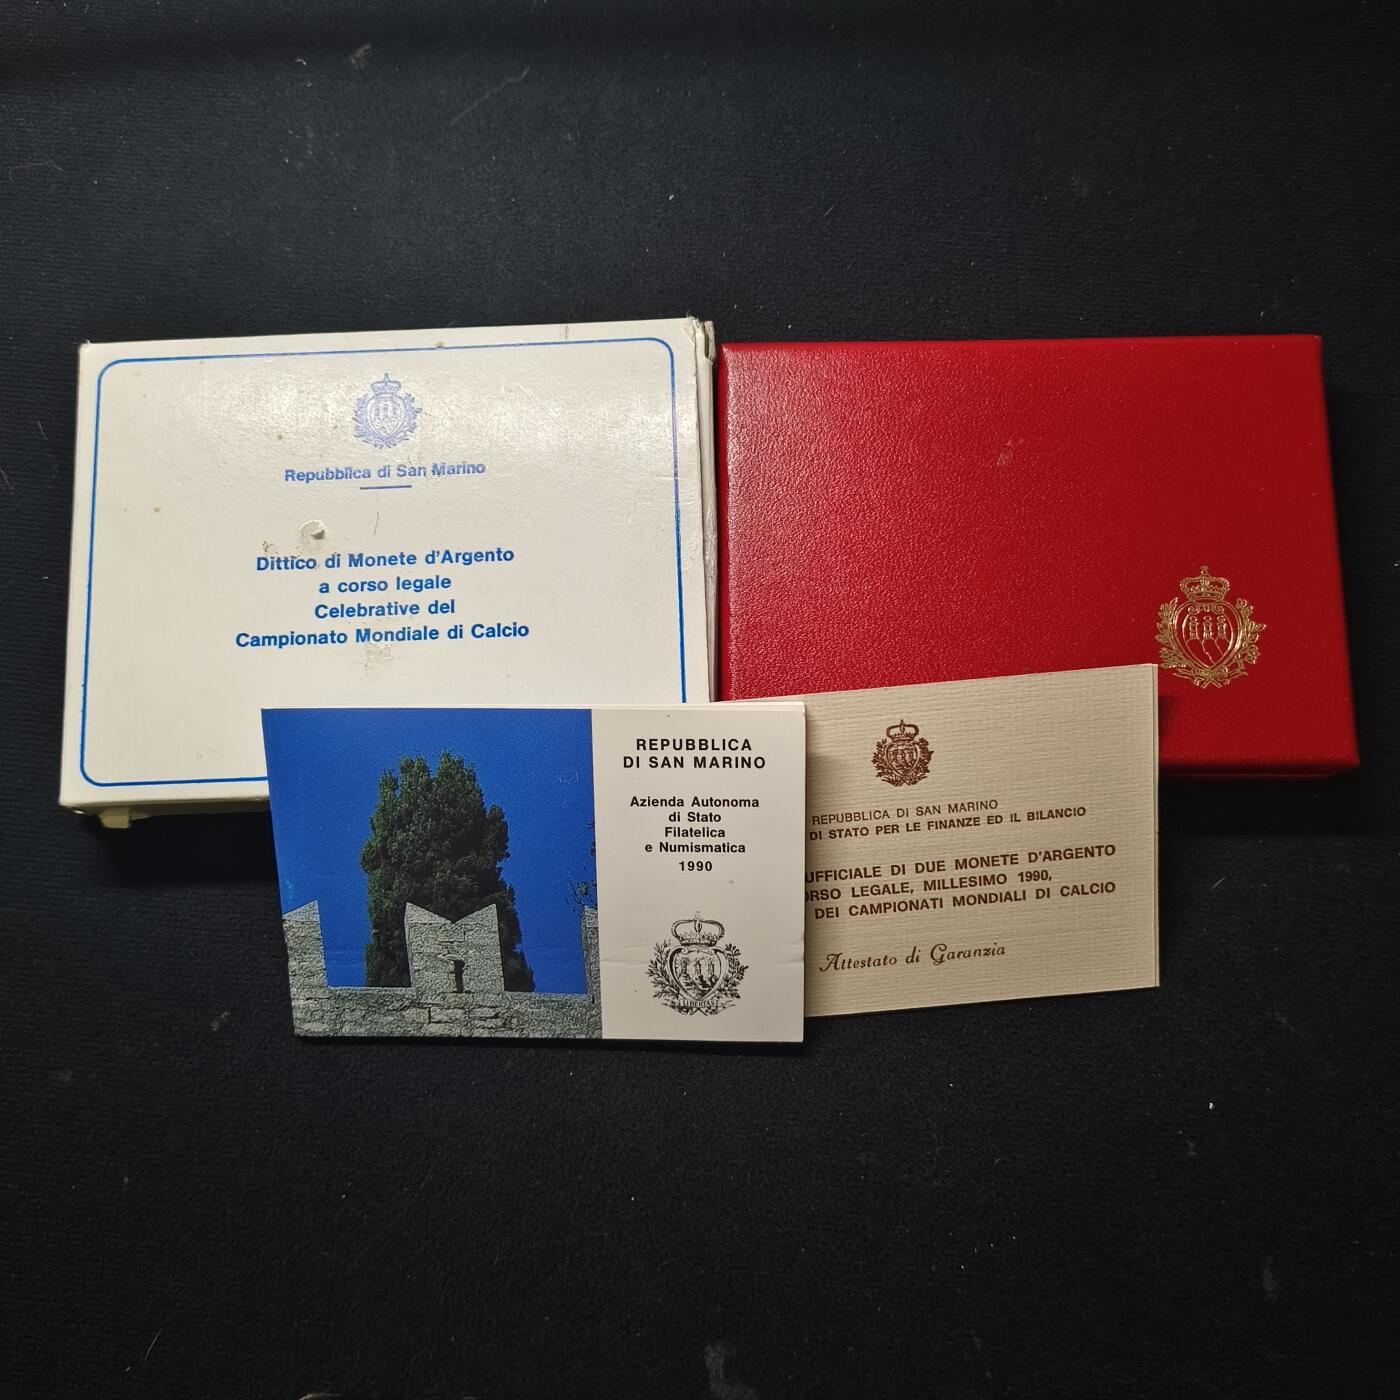 Repubblica di San Marino
Dittico di Monete d'Argento
a corso legale
Celebrative del
Campionato Mondiale di Calcio
REPUBBLICA
DI SAN MARINO
Azienda Autonoma
di Stato
Filatelica
e Numismatica
1990
LIBERTAS
REPUBBLICA DI SAN MARINO
DI STATO PER LE FINANZE ED IL BILANCIO
UFFICIALE DI DUE MONETE D'ARGENTO
LEGALE, MILLESIMO 1990,
DEI CAMPIONATI MONDIALI DI CALCIO
Attestato di Garanzia